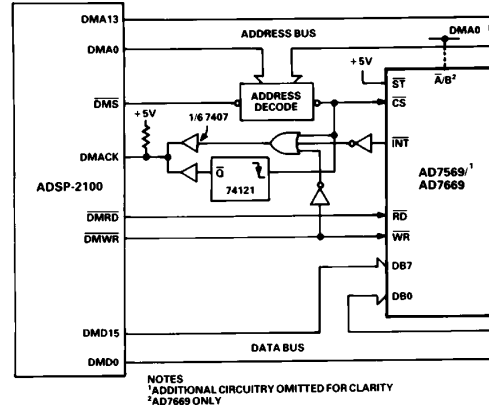 DMA13
ADDRESS BUS
DMA0
DMA0
+5V
A/B²
ST
DMS
ADDRESS
DECODE
CS
+5V
1/6 7407
INT
DMACK
Q
74121
ADSP-2100
AD7569/¹
AD7669
DMRD
RD
DMWR
WR
DB7
DB0
DMD15
DATA BUS
DMD0
NOTES
¹ADDITIONAL CIRCUITRY OMITTED FOR CLARITY
²AD7669 ONLY